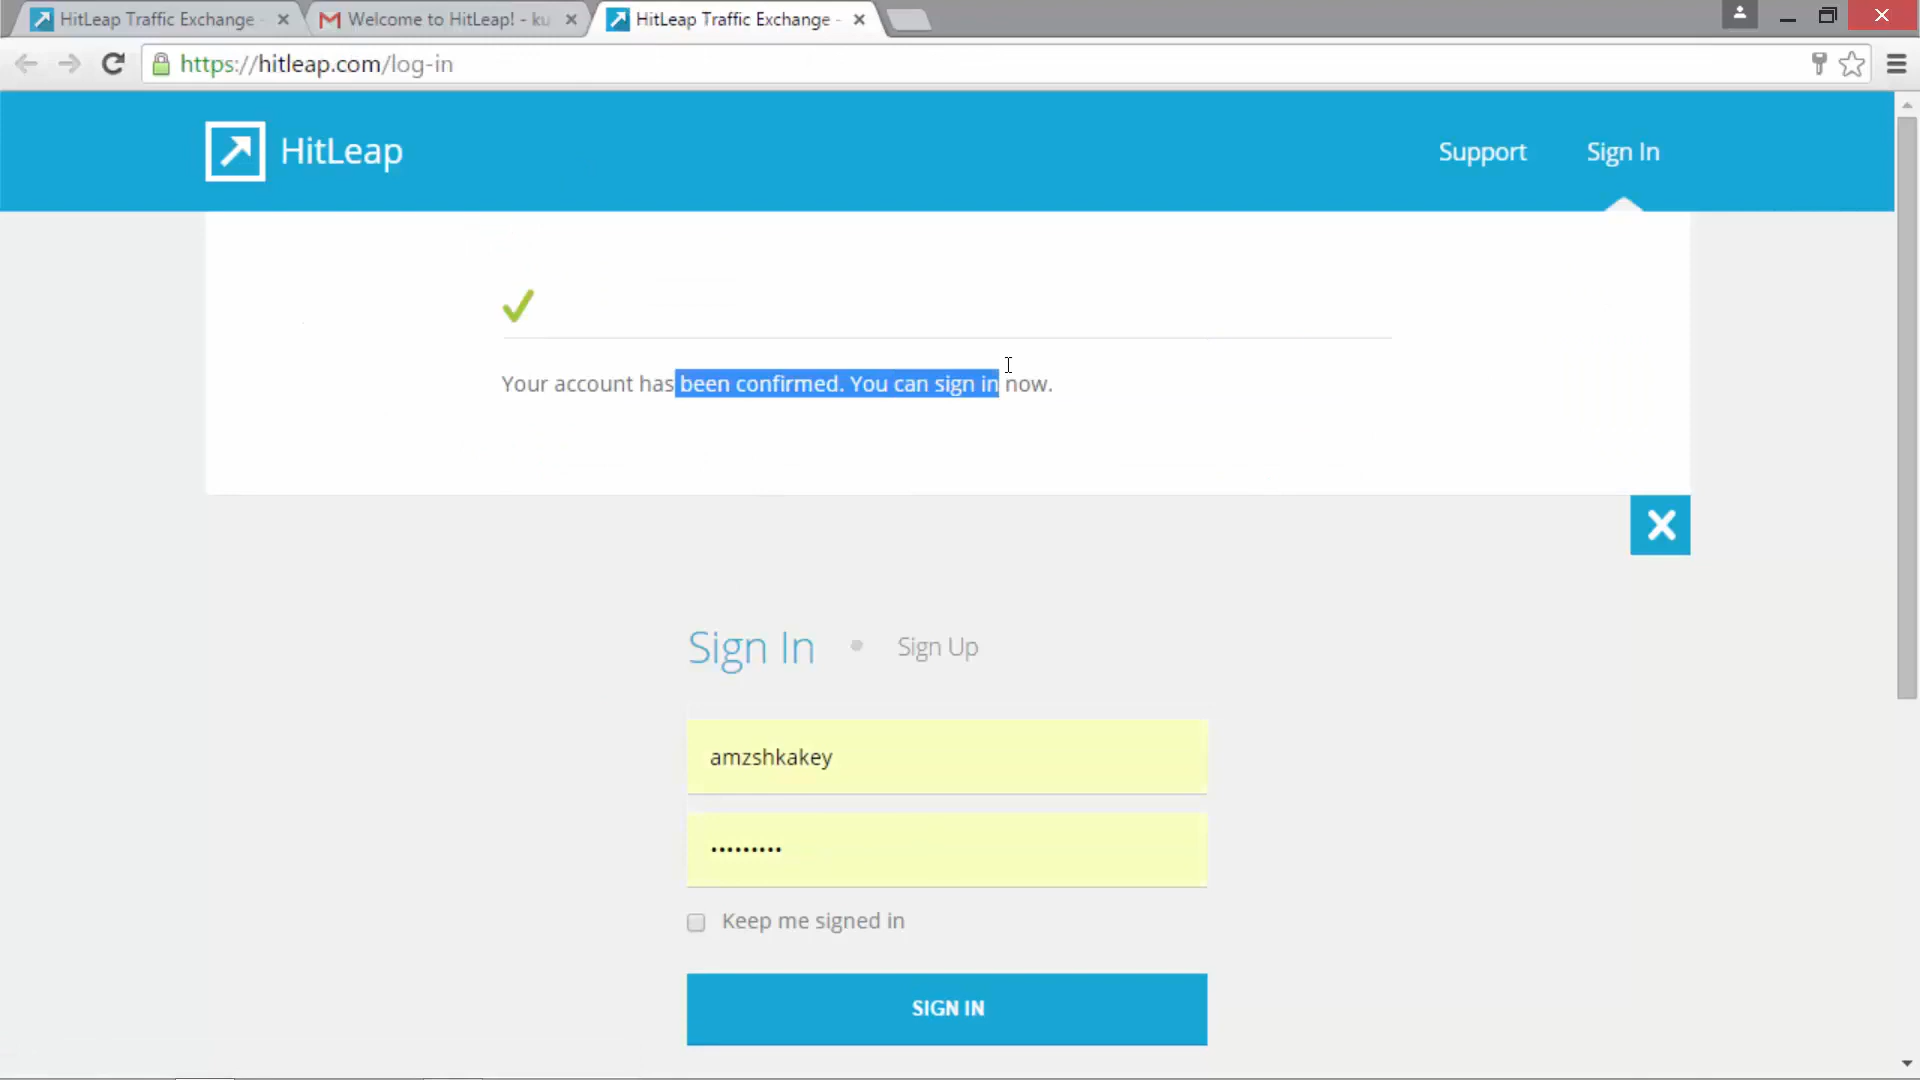 HitLeap Traffic Exchange -
Welcome to HitLeap! - ku
HitLeap Traffic Exchange -
https://hitleap.com/log-in
HitLeap
Support
Sign In
Your account has been confirmed. You can sign in now.
Sign In
Sign Up
amzshkakey
•••••••••
Keep me signed in
SIGN IN